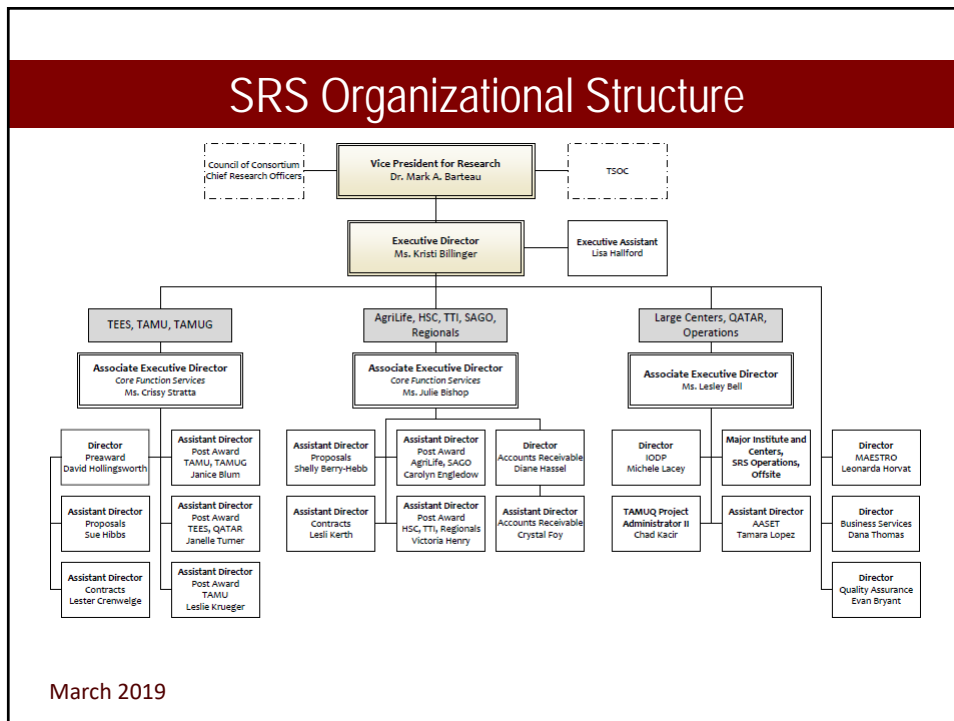 SRS Organizational Structure
Council of Consortium
Chief Research Officers
Vice President for Research
Dr. Mark A. Barteau
TSOC
Executive Director
Ms. Kristi Billinger
Executive Assistant
Lisa Hallford
TEES, TAMU, TAMUG
AgriLife, HSC, TTI, SAGO,
Regionals
Large Centers, QATAR,
Operations
Associate Executive Director
Core Function Services
Ms. Crissy Stratta
Associate Executive Director
Core Function Services
Ms. Julie Bishop
Associate Executive Director
Ms. Lesley Bell
Director
Preaward
David Hollingsworth
Assistant Director
Post Award
TAMU, TAMUG
Janice Blum
Assistant Director
Proposals
Shelly Berry-Hebb
Assistant Director
Post Award
AgriLife, SAGO
Carolyn Engledow
Director
Accounts Receivable
Diane Hassel
Director
IODP
Michele Lacey
Major Institute and
Centers,
SRS Operations,
Offsite
Director
MAESTRO
Leonarda Horvat
Assistant Director
Proposals
Sue Hibbs
Assistant Director
Post Award
TEES, QATAR
Janelle Turner
Assistant Director
Contracts
Lesli Kerth
Assistant Director
Post Award
HSC, TTI, Regionals
Victoria Henry
Assistant Director
Accounts Receivable
Crystal Foy
TAMUQ Project
Administrator II
Chad Kacir
Assistant Director
AASET
Tamara Lopez
Director
Business Services
Dana Thomas
Assistant Director
Contracts
Lester Crenwelge
Assistant Director
Post Award
TAMU
Leslie Krueger
Director
Quality Assurance
Evan Bryant
March 2019